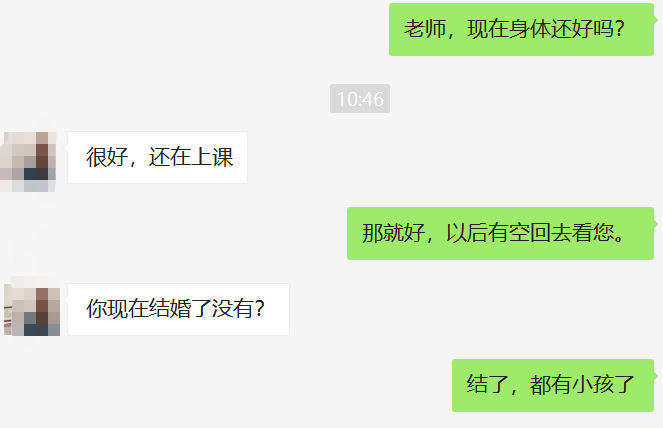 老师，现在身体还好吗？
10:46
很好，还在上课
那就好，以后有空回去看您。
你现在结婚了没有？
结了，都有小孩了